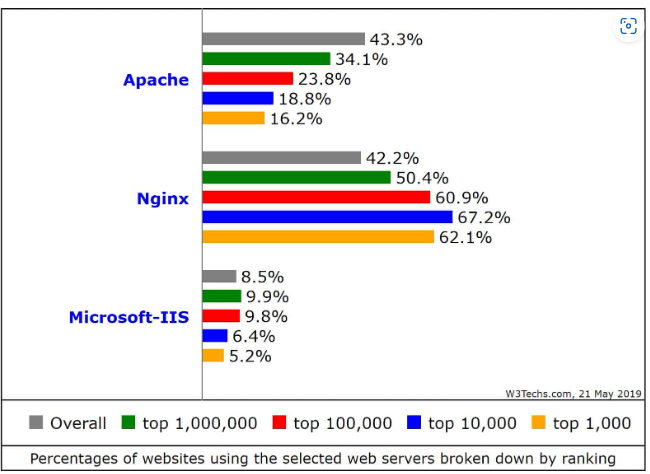 43.3%
34.1%
Apache 23.8%
18.8%
16.2%
42.2%
50.4%
Nginx 60.9%
67.2%
62.1%
8.5%
9.9%
Microsoft-IIS 9.8%
6.4%
5.2%
W3Techs.com, 21 May 2019
Overall top 1,000,000 top 100,000 top 10,000 top 1,000
Percentages of websites using the selected web servers broken down by ranking